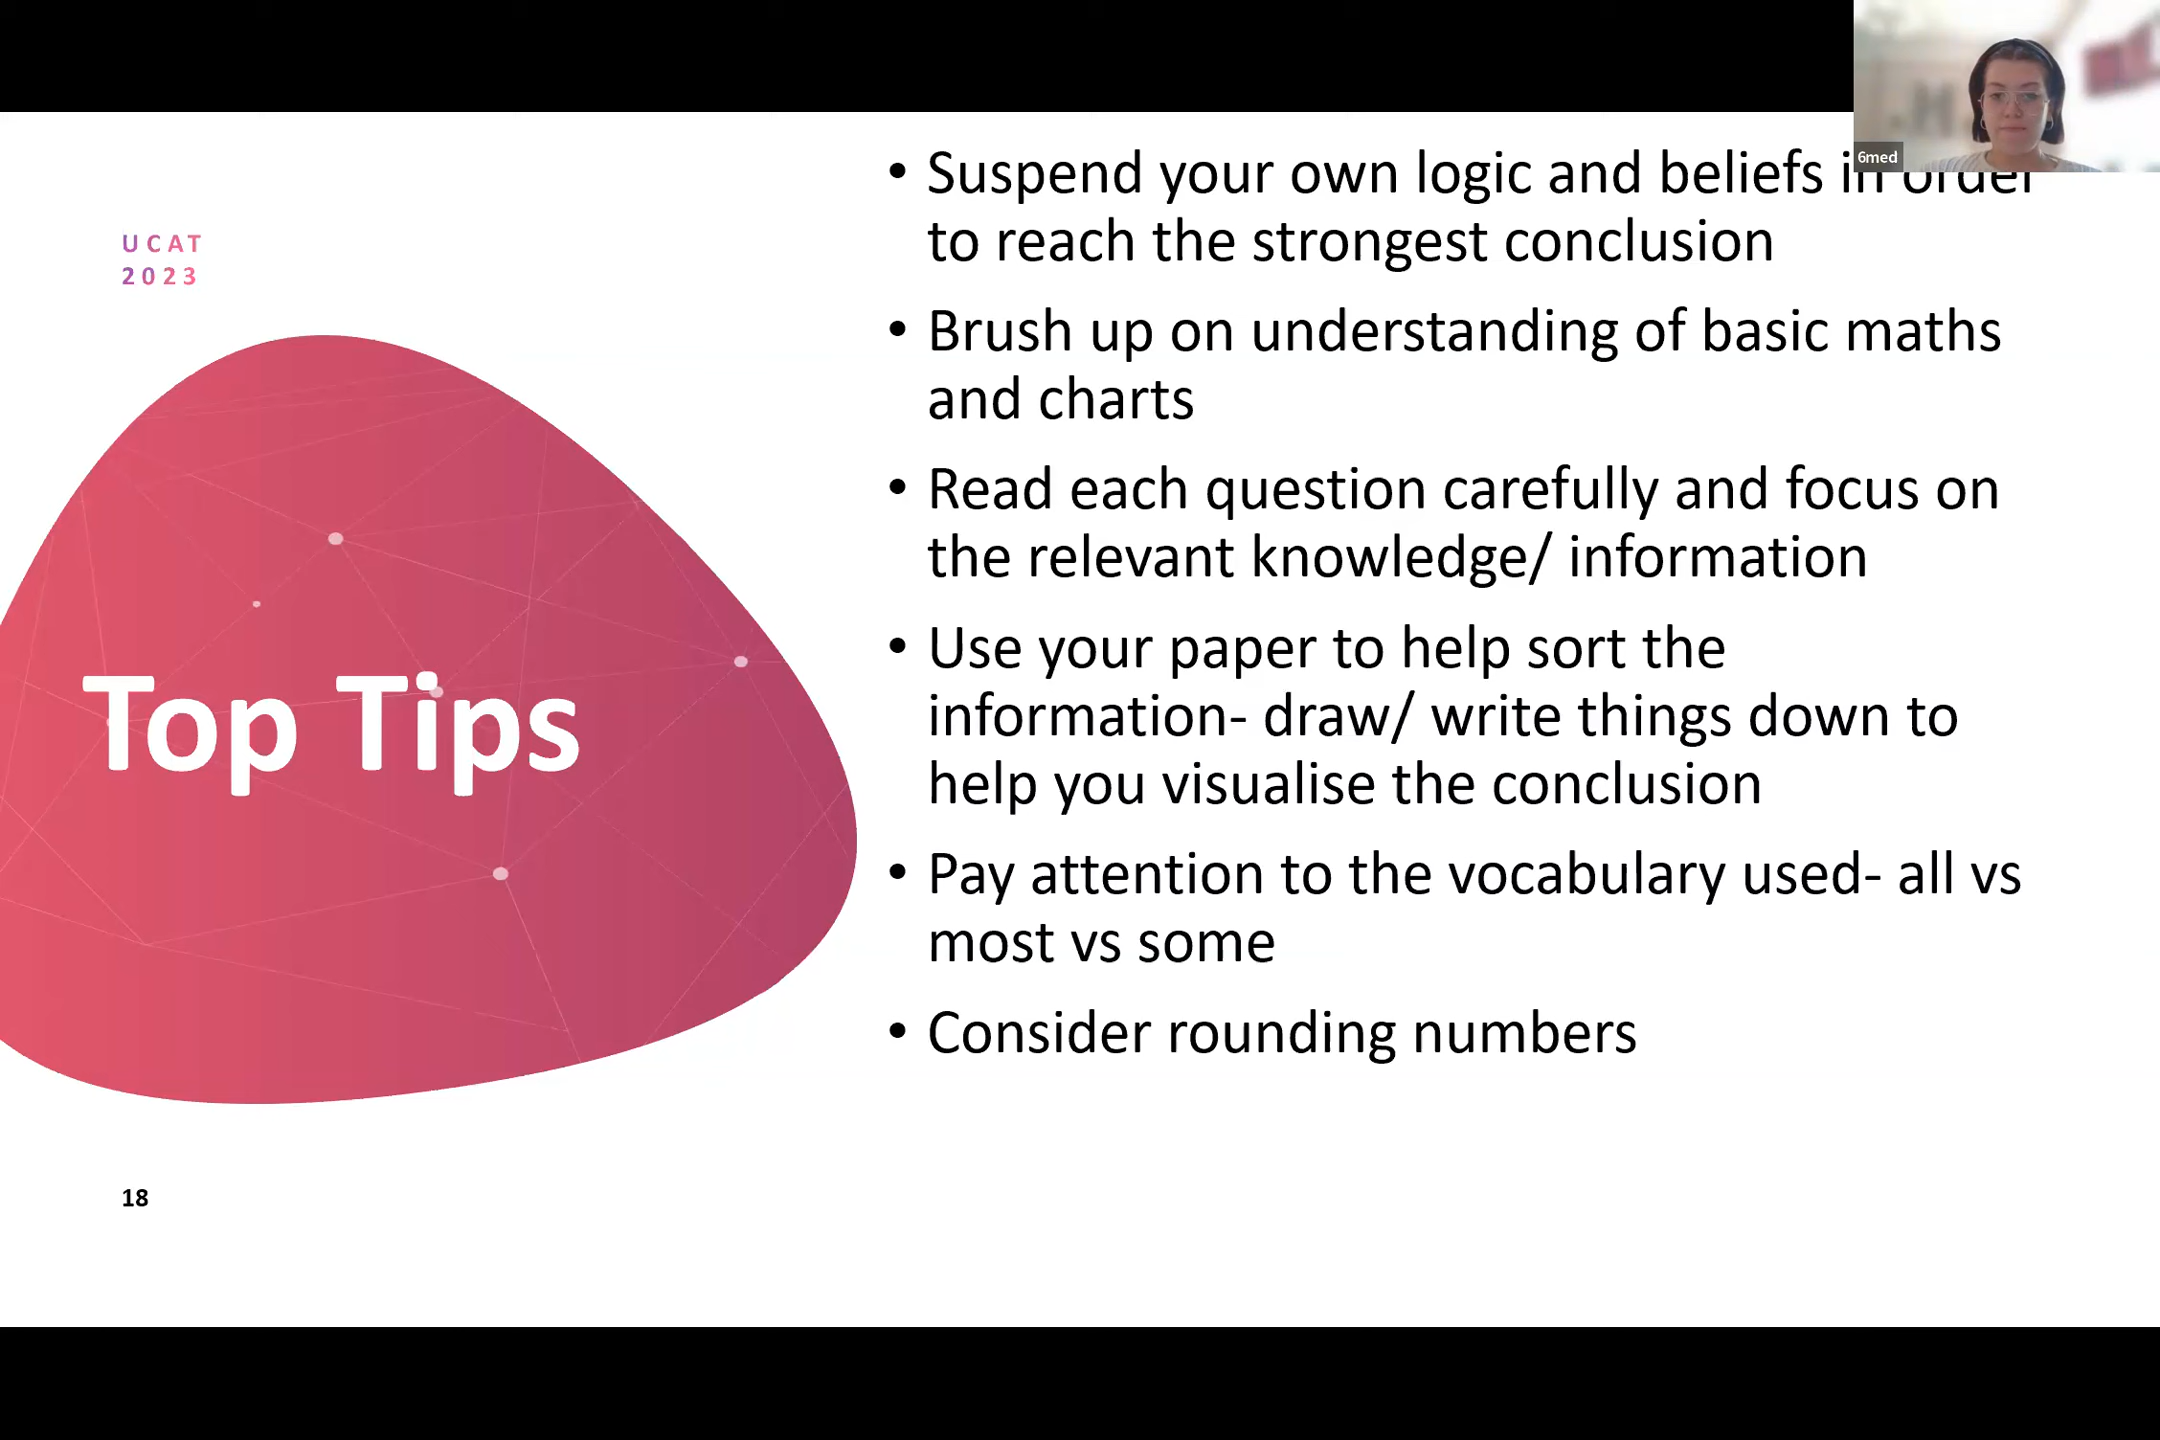 6med
• Suspend your own logic and beliefs in order
to reach the strongest conclusion
UCAT
2023
• Brush up on understanding of basic maths
and charts
• Read each question carefully and focus on
the relevant knowledge/ information
Top Tips
• Use your paper to help sort the
information- draw/ write things down to
help you visualise the conclusion
• Pay attention to the vocabulary used- all vs
most vs some
• Consider rounding numbers
18